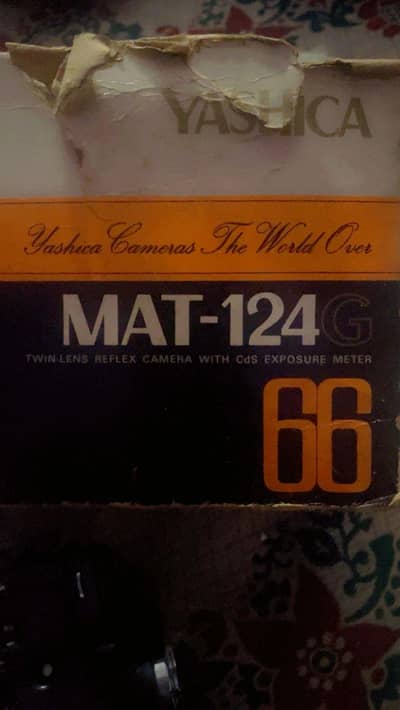 YASHICA
Yashica Cameras The World Over
MAT-124G
TWIN-LENS REFLEX CAMERA WITH CdS EXPOSURE METER
66